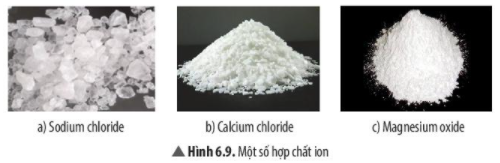 a) Sodium chloride
b) Calcium chloride
c) Magnesium oxide
▲ Hình 6.9. Một số hợp chất ion